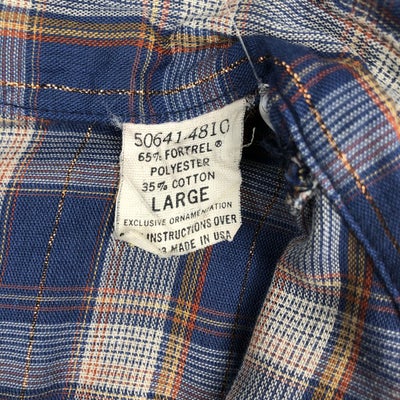 50641-4810
65% FORTREL®
POLYESTER
35% COTTON
LARGE
EXCLUSIVE ORNAMENTATION
INSTRUCTIONS OVER
MADE IN USA